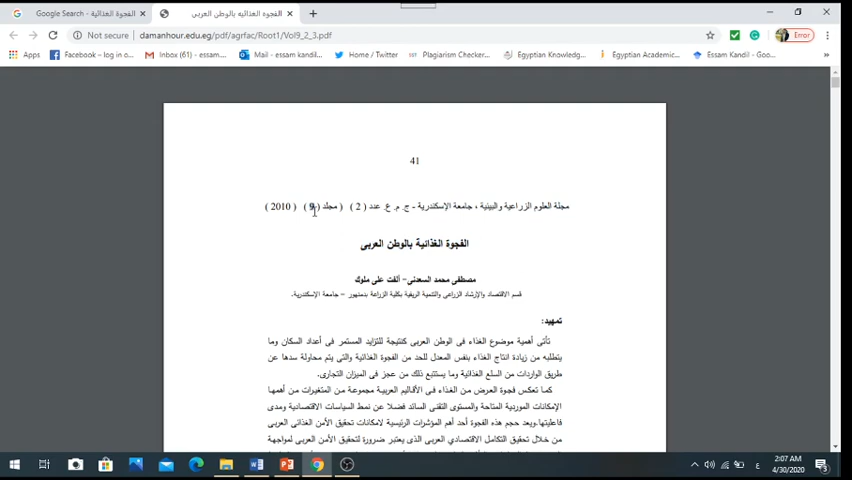 Google Search - الفجوة الغذائية
الفجوه الغذائيه بالوطن العربي
Not secure | damanhour.edu.eg/pdf/agrfac/Root1/Vol9_2_3.pdf
Error
Apps Facebook – log in o... Inbox (61) - essam.... Mail - essam kandil... Home / Twitter Plagiarism Checker... Egyptian Knowledg... Egyptian Academic... Essam Kandil - Goo...
41
مجلة العلوم الزراعية والبيئية ، جامعة الإسكندرية - ج. م. ع. عدد ( 2 ) ( مجلد ( 9 ) ( 2010 )
الفجوة الغذائية بالوطن العربى
مصطفى محمد السعدنى – ألفت على ملوك
قسم الاقتصاد والإرشاد الزراعى والتنمية الريفية بكلية الزراعة بدمنهور – جامعة الإسكندرية.
تمهيد:
تأتى أهمية موضوع الغذاء فى الوطن العربى كنتيجة للتزايد المستمر فى أعداد السكان وما
يتطلبه من زيادة انتاج الغذاء بنفس المعدل للحد من الفجوة الغذائية والتى يتم محاولة سدها عن
طريق الواردات من السلع الغذائية وما يستتبع ذلك من عجز فى الميزان التجارى.
كما تعكس فجوة العرض من الغذاء فى الأقاليم العربية مجموعة من المتغيرات من أهمها
الإمكانات الموردية المتاحة والمستوى التقنى السائد فضلا عن نمط السياسات الاقتصادية ومدى
فاعليتها. ويعد حجم هذه الفجوة أحد أهم المؤشرات الرئيسية لامكانات تحقيق الأمن الغذائى العربى
من خلال تحقيق التكامل الاقتصادي العربى الذى يعتبر ضرورة لتحقيق الأمن العربى لمواجهة
2:07 AM
4/30/2020
ع